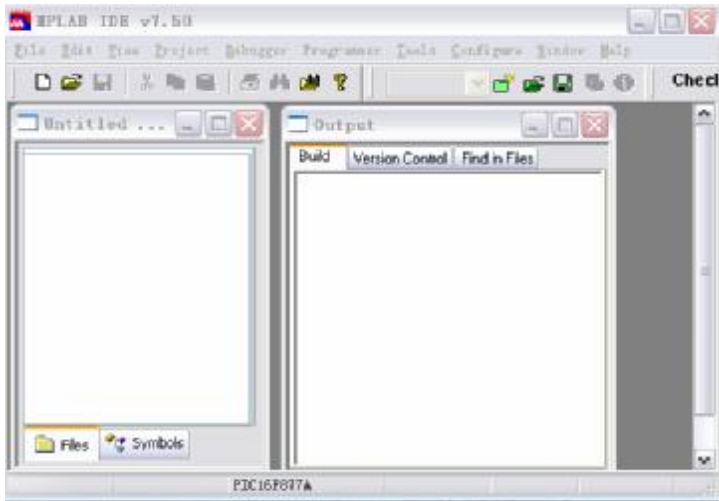 MPLAB IDE v7.50
File Edit View Project Debugger Programmer Tools Configure Window Help
Checl
Untitled ...
Output
Build Version Control Find in Files
Files Symbols
PIC16F877A